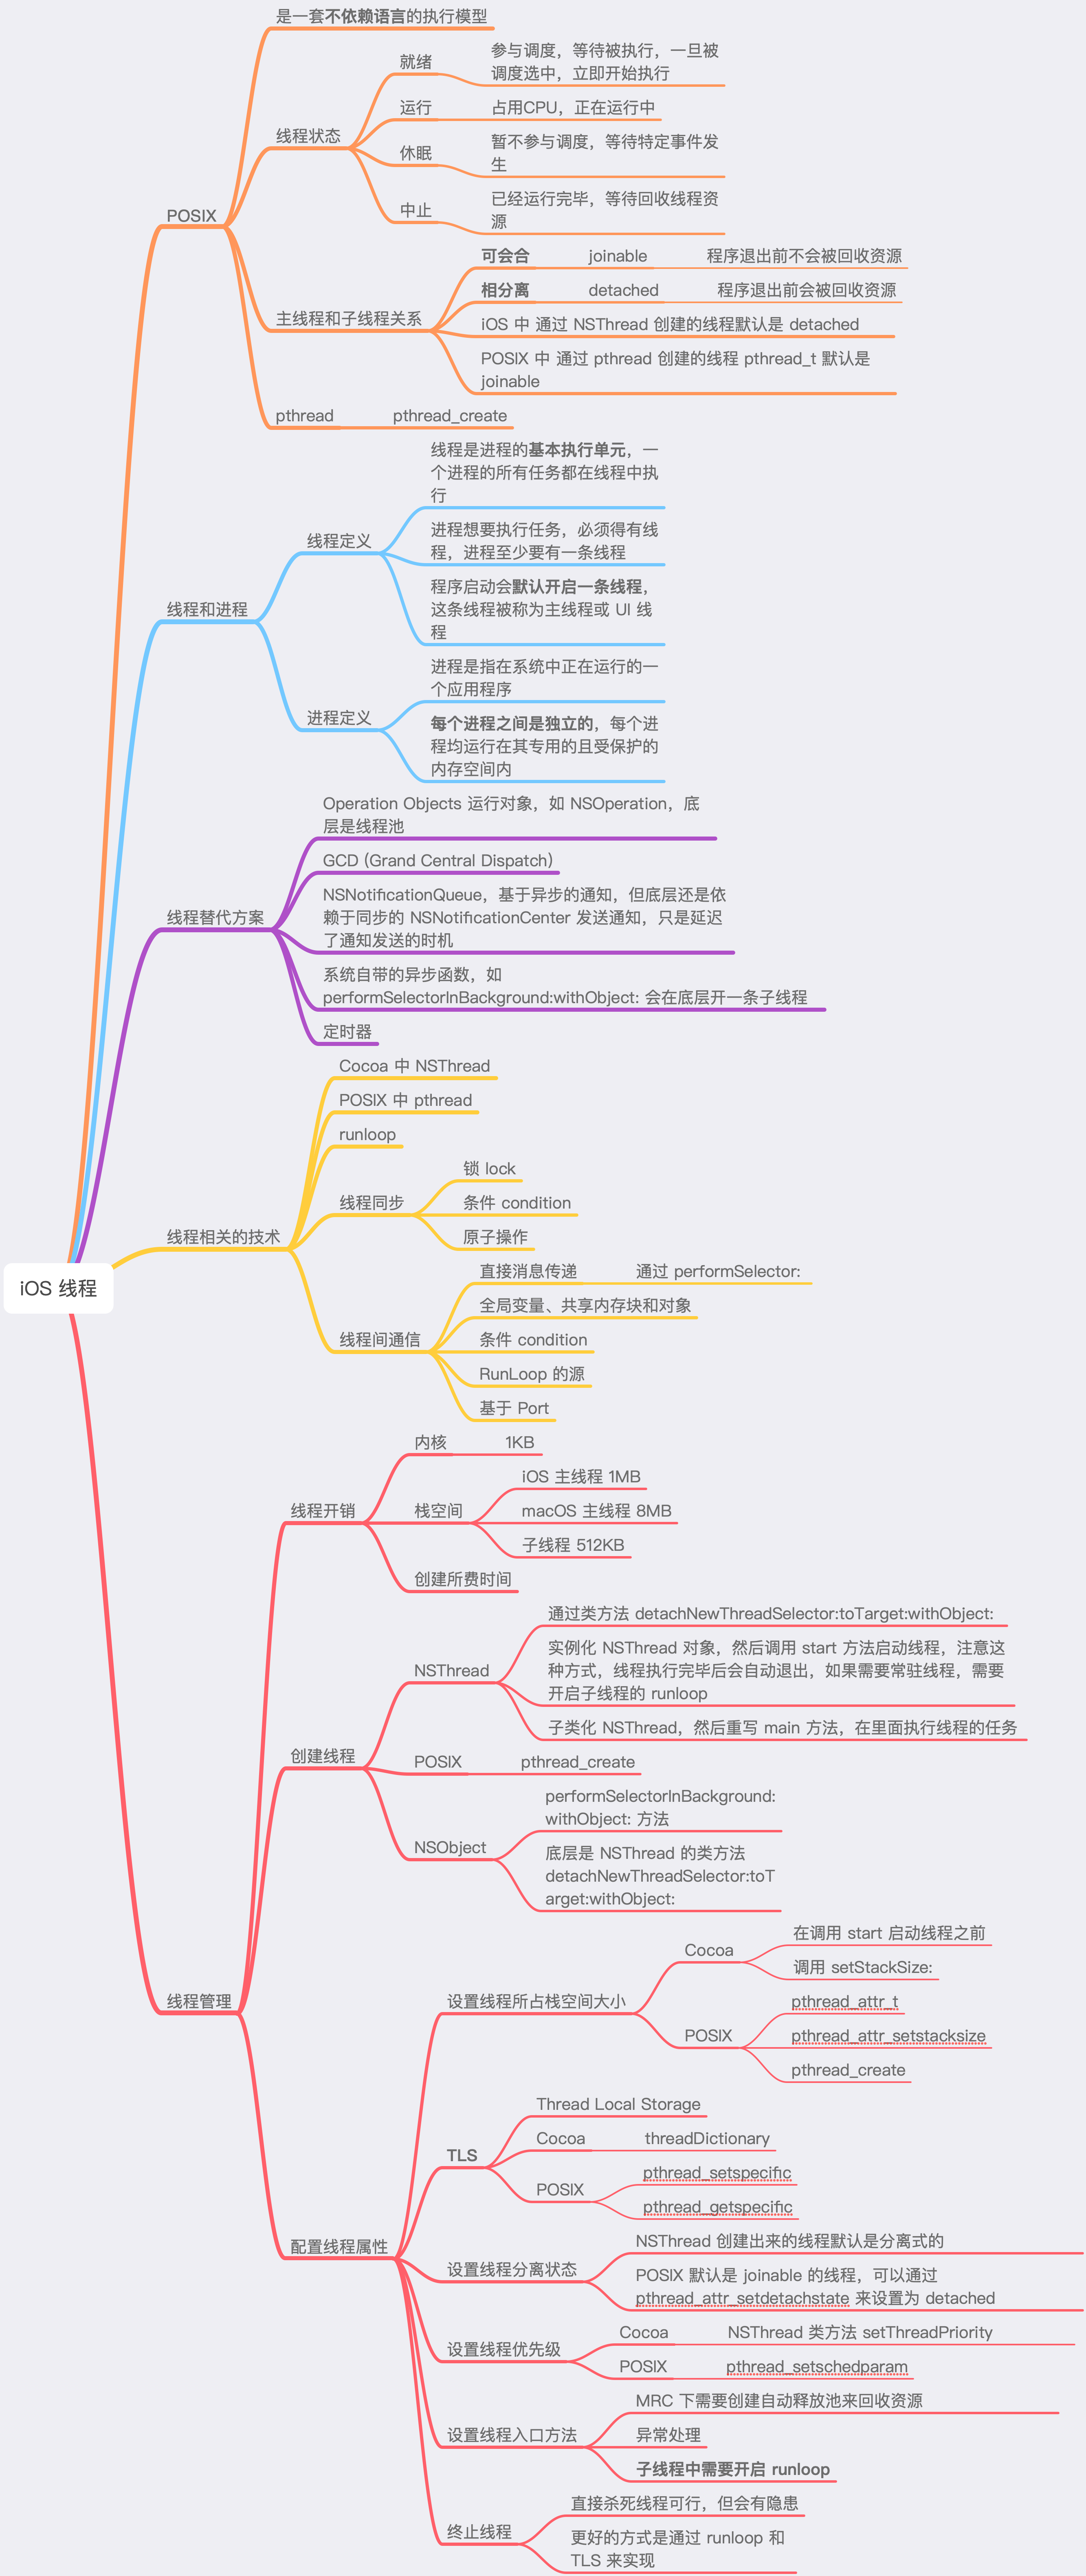 是一套不依赖语言的执行模型
就绪
参与调度，等待被执行，一旦被
调度选中，立即开始执行
运行
占用CPU，正在运行中
线程状态
休眠
暂不参与调度，等待特定事件发
生
中止
已经运行完毕，等待回收线程资
源
POSIX
可会合
joinable
程序退出前不会被回收资源
相分离
detached
程序退出前会被回收资源
主线程和子线程关系
iOS 中 通过 NSThread 创建的线程默认是 detached
POSIX 中 通过 pthread 创建的线程 pthread_t 默认是
joinable
pthread
pthread_create
线程是进程的基本执行单元，一
个进程的所有任务都在线程中执
行
线程定义
进程想要执行任务，必须得有线
程，进程至少要有一条线程
程序启动会默认开启一条线程，
这条线程被称为主线程或 UI 线
程
线程和进程
进程是指在系统中正在运行的一
个应用程序
进程定义
每个进程之间是独立的，每个进
程均运行在其专用的且受保护的
内存空间内
Operation Objects 运行对象，如 NSOperation，底
层是线程池
GCD (Grand Central Dispatch)
NSNotificationQueue，基于异步的通知，但底层还是依
赖于同步的 NSNotificationCenter 发送通知，只是延迟
了通知发送的时机
线程替代方案
系统自带的异步函数，如
performSelectorInBackground:withObject: 会在底层开一条子线程
定时器
Cocoa 中 NSThread
POSIX 中 pthread
runloop
锁 lock
线程同步
条件 condition
原子操作
线程相关的技术
直接消息传递
通过 performSelector:
全局变量、共享内存块和对象
线程间通信
条件 condition
RunLoop 的源
基于 Port
iOS 线程
内核
1KB
iOS 主线程 1MB
线程开销
栈空间
macOS 主线程 8MB
子线程 512KB
创建所费时间
通过类方法 detachNewThreadSelector:toTarget:withObject:
NSThread
实例化 NSThread 对象，然后调用 start 方法启动线程，注意这
种方式，线程执行完毕后会自动退出，如果需要常驻线程，需要
开启子线程的 runloop
子类化 NSThread，然后重写 main 方法，在里面执行线程的任务
创建线程
POSIX
pthread_create
performSelectorInBackground:
withObject: 方法
NSObject
底层是 NSThread 的类方法
detachNewThreadSelector:toT
arget:withObject:
线程管理
Cocoa
在调用 start 启动线程之前
调用 setStackSize:
设置线程所占栈空间大小
pthread_attr_t
POSIX
pthread_attr_setstacksize
pthread_create
Thread Local Storage
TLS
Cocoa
threadDictionary
POSIX
pthread_setspecific
pthread_getspecific
配置线程属性
NSThread 创建出来的线程默认是分离式的
设置线程分离状态
POSIX 默认是 joinable 的线程，可以通过
pthread_attr_setdetachstate 来设置为 detached
Cocoa
NSThread 类方法 setThreadPriority
设置线程优先级
POSIX
pthread_setschedparam
MRC 下需要创建自动释放池来回收资源
设置线程入口方法
异常处理
子线程中需要开启 runloop
直接杀死线程可行，但会有隐患
终止线程
更好的方式是通过 runloop 和
TLS 来实现